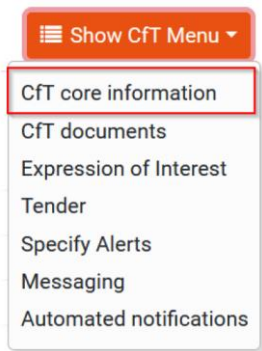 Show CfT Menu
CfT core information
CfT documents
Expression of Interest
Tender
Specify Alerts
Messaging
Automated notifications